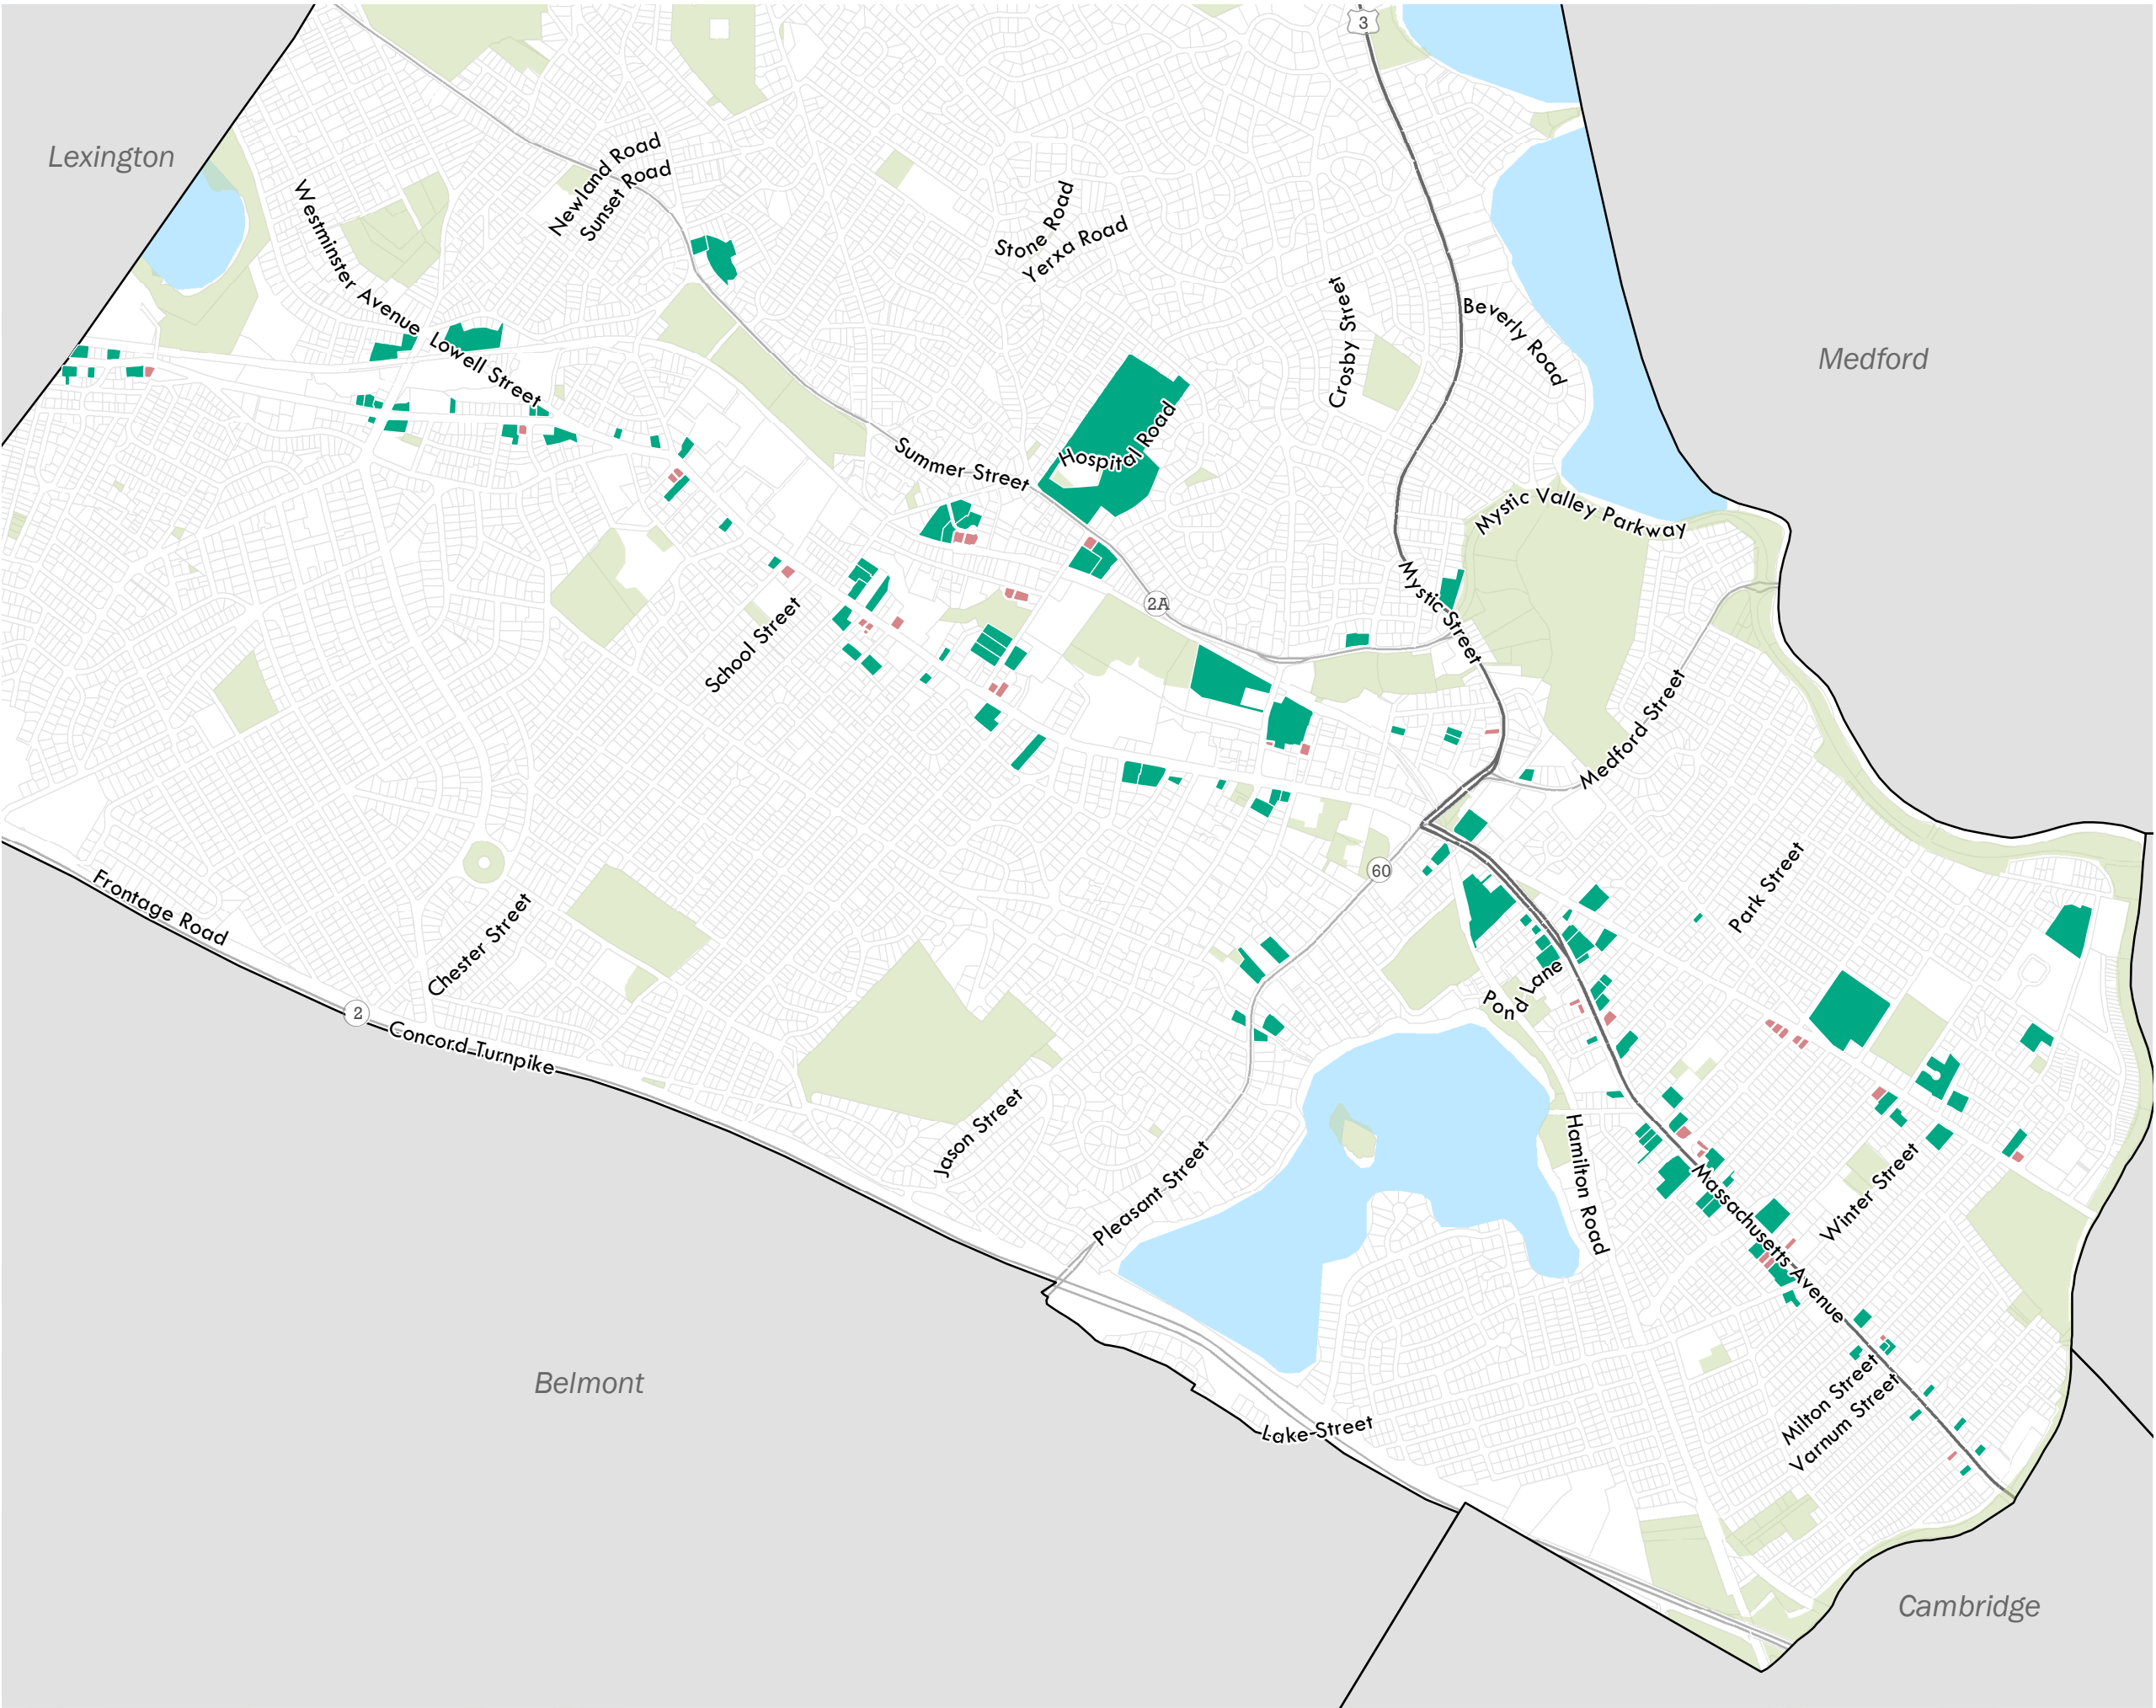 3
Lexington
Newland Road
Sunset Road
Westminster Avenue
Stone Road
Yerxa Road
Crosby Street
Beverly Road
Medford
Lowell Street
Hospital Road
Summer Street
Mystic Valley Parkway
2A
Mystic Street
School Street
Medford Street
60
Park Street
Frontage Road
Chester Street
Pond Lane
2
Concord Turnpike
Jason Street
Pleasant Street
Hamilton Road
Massachusetts Avenue
Winter Street
Belmont
Lake Street
Milton Street
Varnum Street
Cambridge